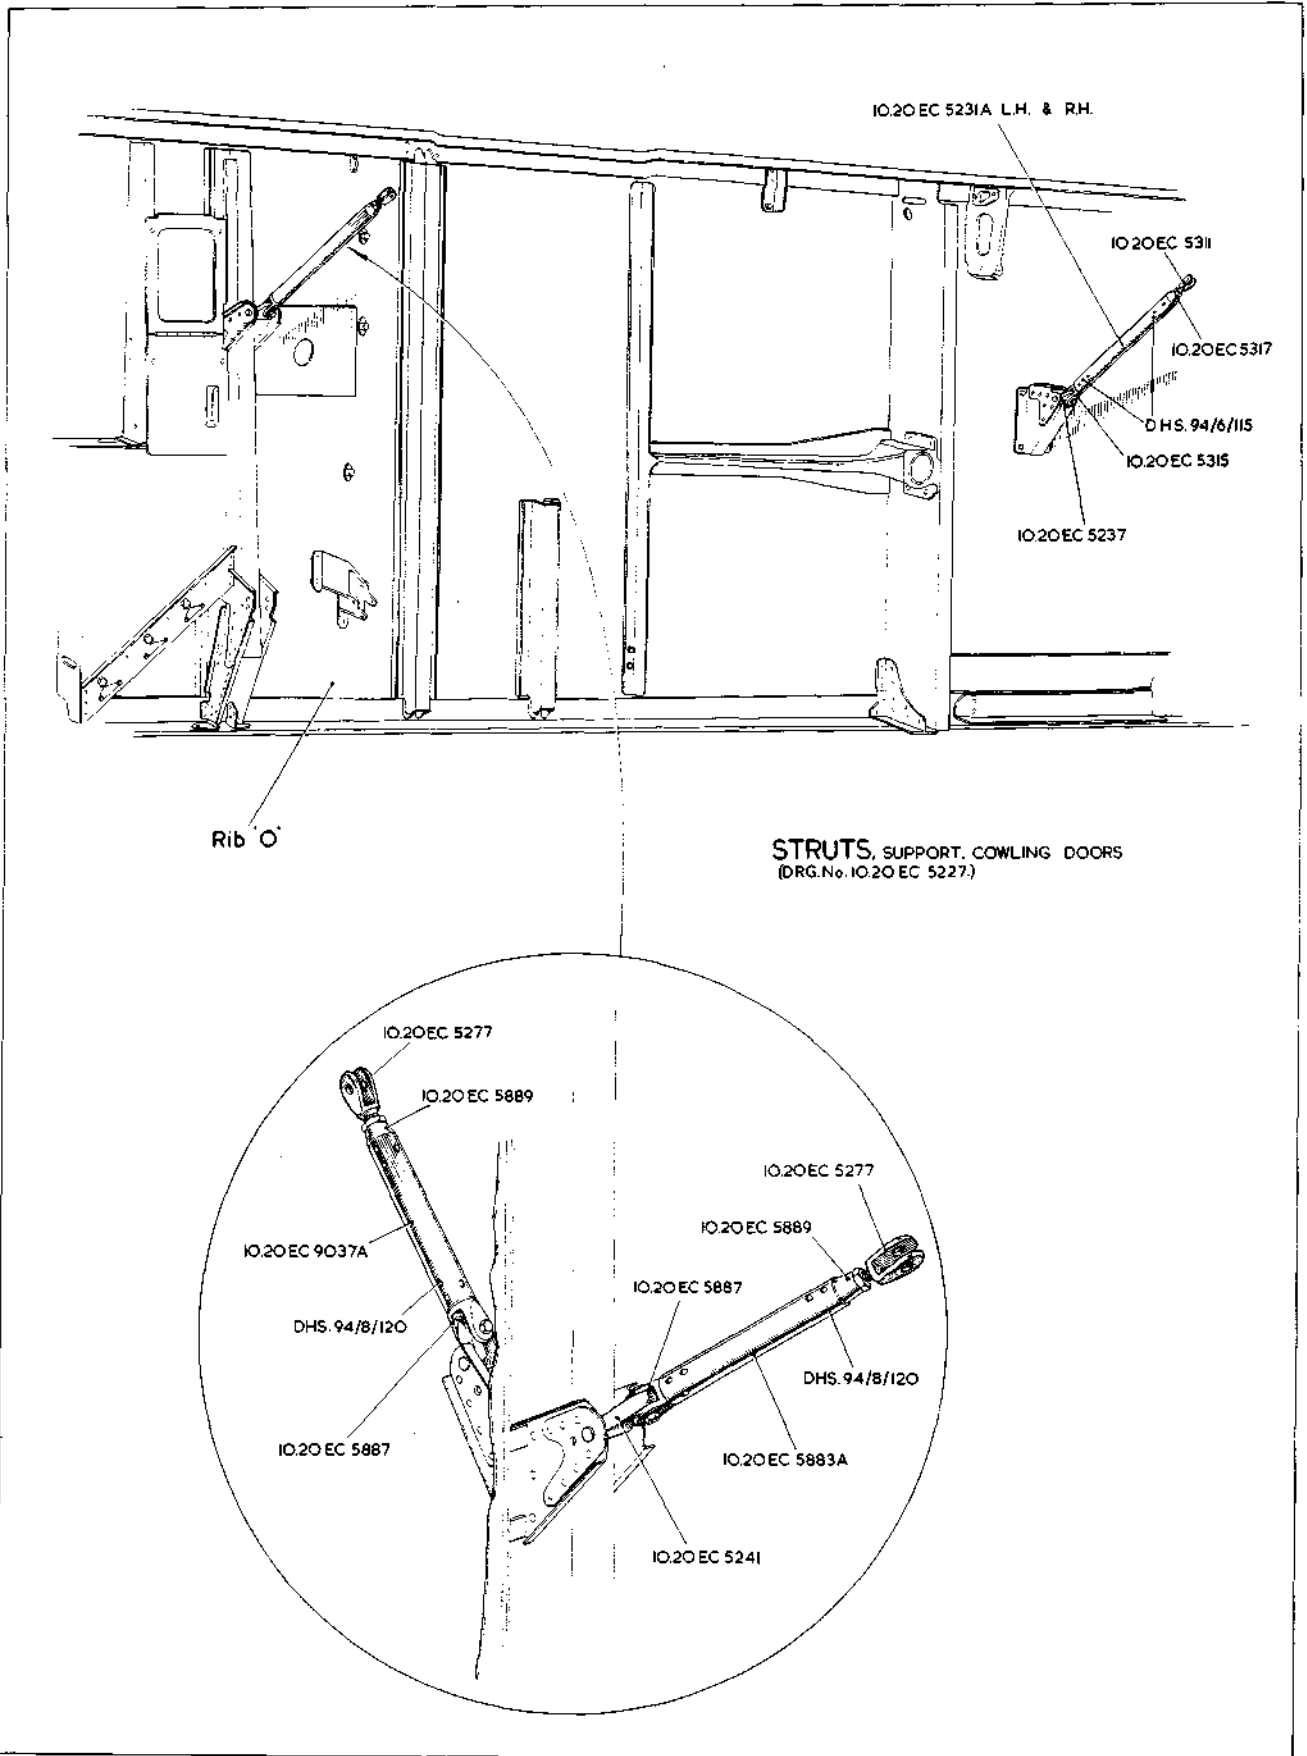 10.20 EC 5231A L.H. & R.H.
10.20 EC 5311
10.20 EC 5317
DHS. 94/6/115
10.20 EC 5315
10.20 EC 5237
Rib 'O'
STRUTS, SUPPORT. COWLING DOORS
(DRG.No. 10.20 EC 5227.)
10.20 EC 5277
10.20 EC 5889
10.20 EC 5277
10.20 EC 5889
10.20 EC 9037A
10.20 EC 5887
DHS. 94/8/120
DHS. 94/8/120
10.20 EC 5887
10.20 EC 5883A
10.20 EC 5241